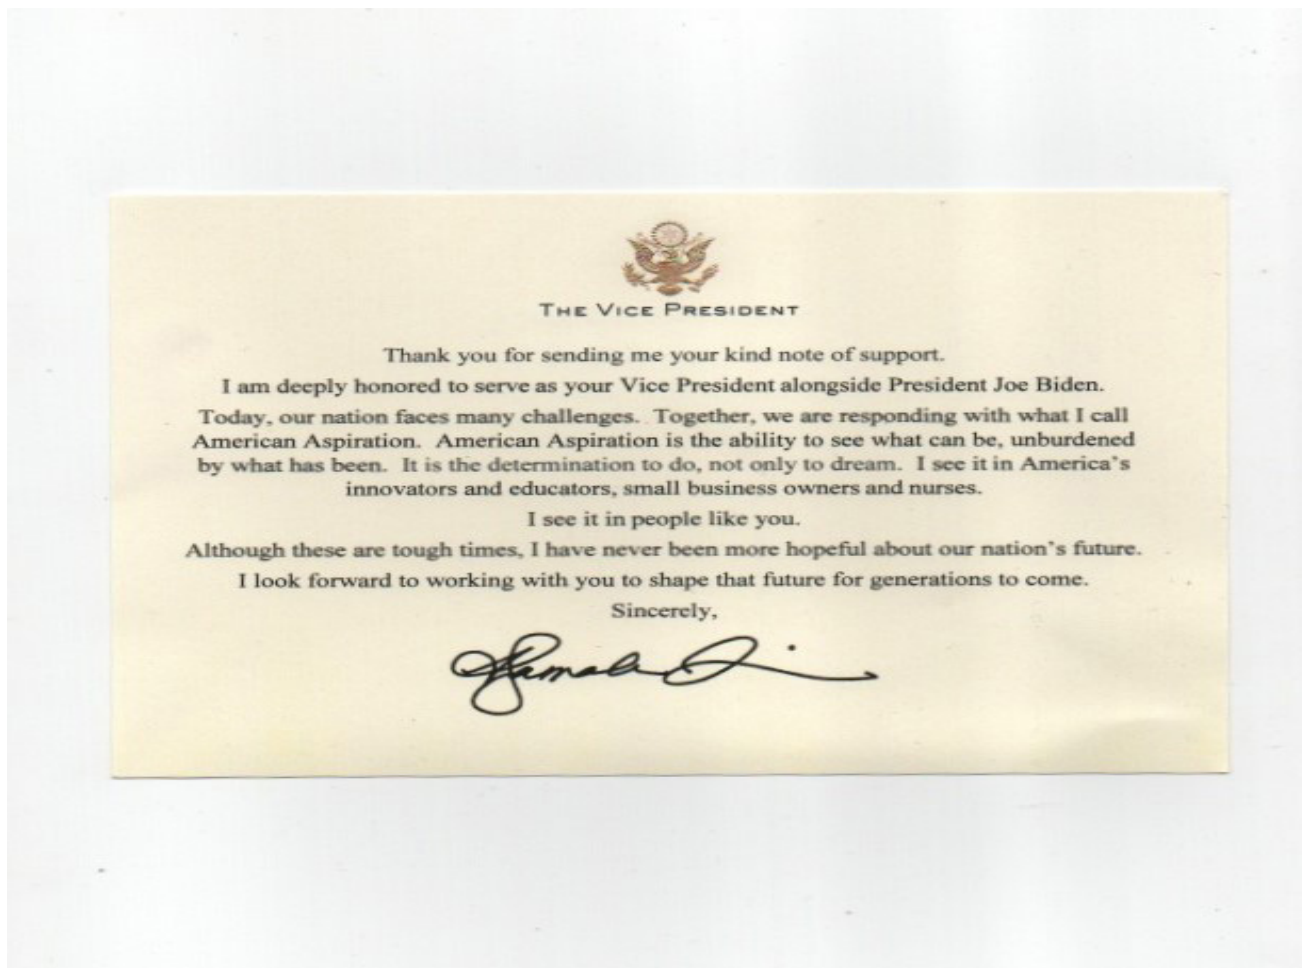 THE VICE PRESIDENT
Thank you for sending me your kind note of support.
I am deeply honored to serve as your Vice President alongside President Joe Biden.
Today, our nation faces many challenges.  Together, we are responding with what I call
American Aspiration.  American Aspiration is the ability to see what can be, unburdened
by what has been.  It is the determination to do, not only to dream.  I see it in America's
innovators and educators, small business owners and nurses.
I see it in people like you.
Although these are tough times, I have never been more hopeful about our nation's future.
I look forward to working with you to shape that future for generations to come.
Sincerely,
Kamala